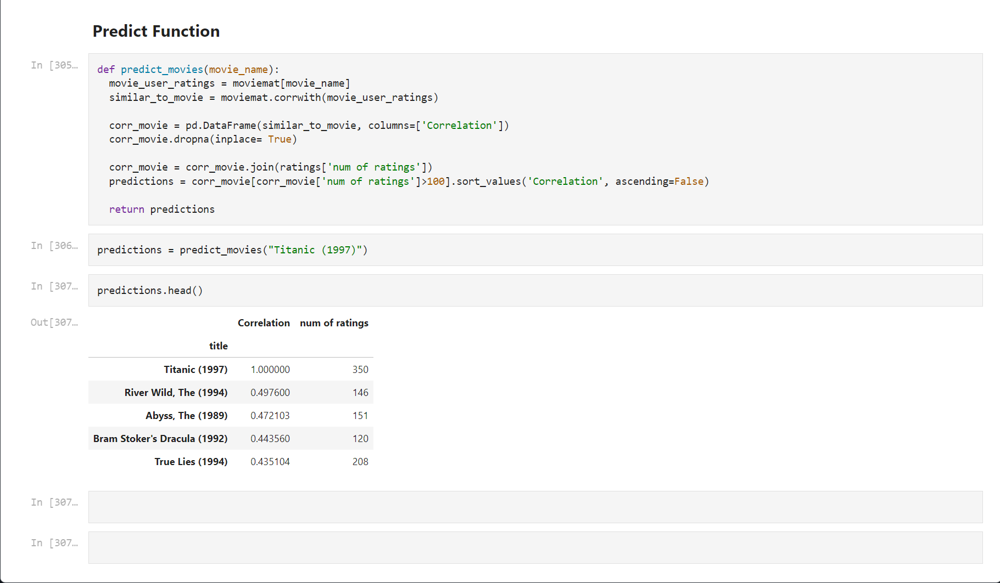 Predict Function
In [305…
def predict_movies(movie_name):
  movie_user_ratings = moviemat[movie_name]
  similar_to_movie = moviemat.corrwith(movie_user_ratings)
  corr_movie = pd.DataFrame(similar_to_movie, columns=['Correlation'])
  corr_movie.dropna(inplace= True)
  corr_movie = corr_movie.join(ratings['num of ratings'])
  predictions = corr_movie[corr_movie['num of ratings']>100].sort_values('Correlation', ascending=False)
  return predictions
In [306…
predictions = predict_movies("Titanic (1997)")
In [307…
predictions.head()
Out[307…
Correlation num of ratings
title
Titanic (1997) 1.000000 350
River Wild, The (1994) 0.497600 146
Abyss, The (1989) 0.472103 151
Bram Stoker's Dracula (1992) 0.443560 120
True Lies (1994) 0.435104 208
In [307…
In [307…